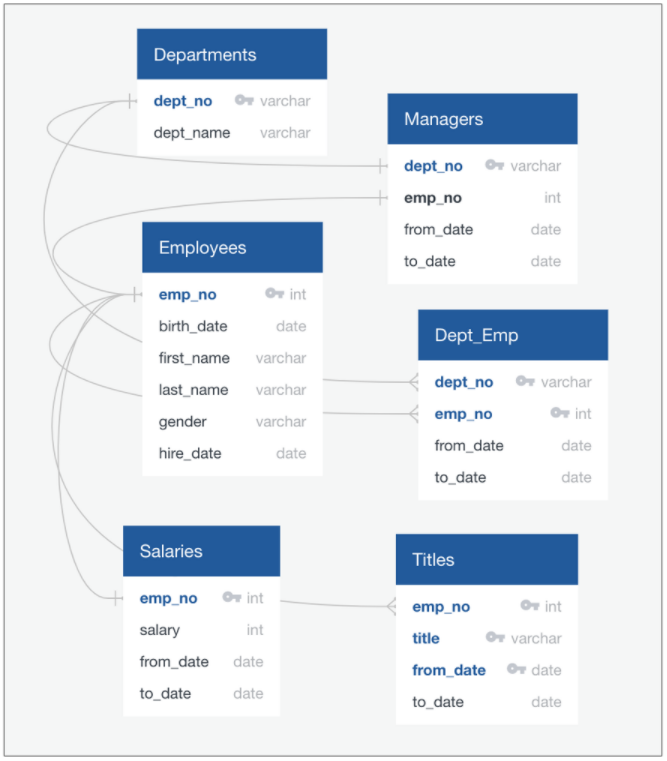 Departments
dept_no varchar
dept_name varchar
Managers
dept_no varchar
emp_no int
from_date date
to_date date
Employees
emp_no int
birth_date date
first_name varchar
last_name varchar
gender varchar
hire_date date
Dept_Emp
dept_no varchar
emp_no int
from_date date
to_date date
Salaries
emp_no int
salary int
from_date date
to_date date
Titles
emp_no int
title varchar
from_date date
to_date date